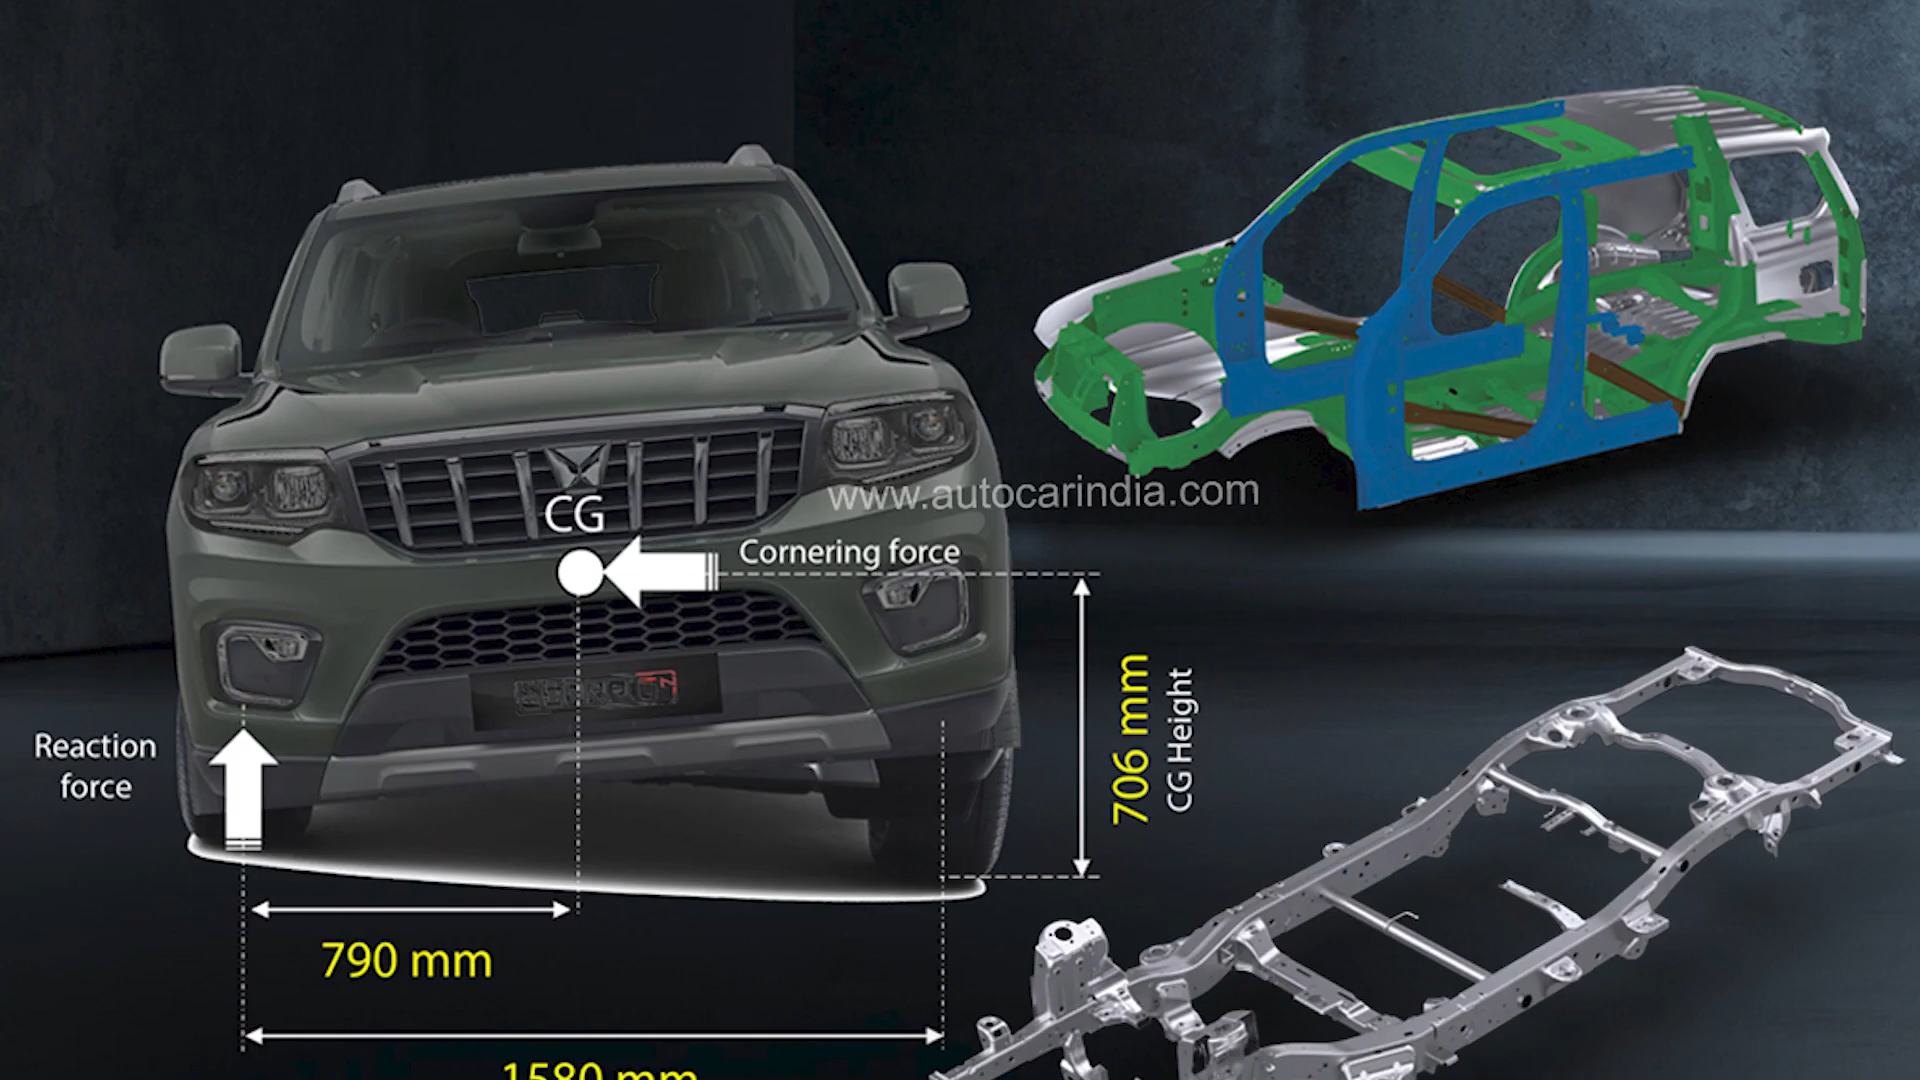 CG
www.autocarindia.com
Cornering force
Reaction
force
706 mm
CG Height
790 mm
1580 mm